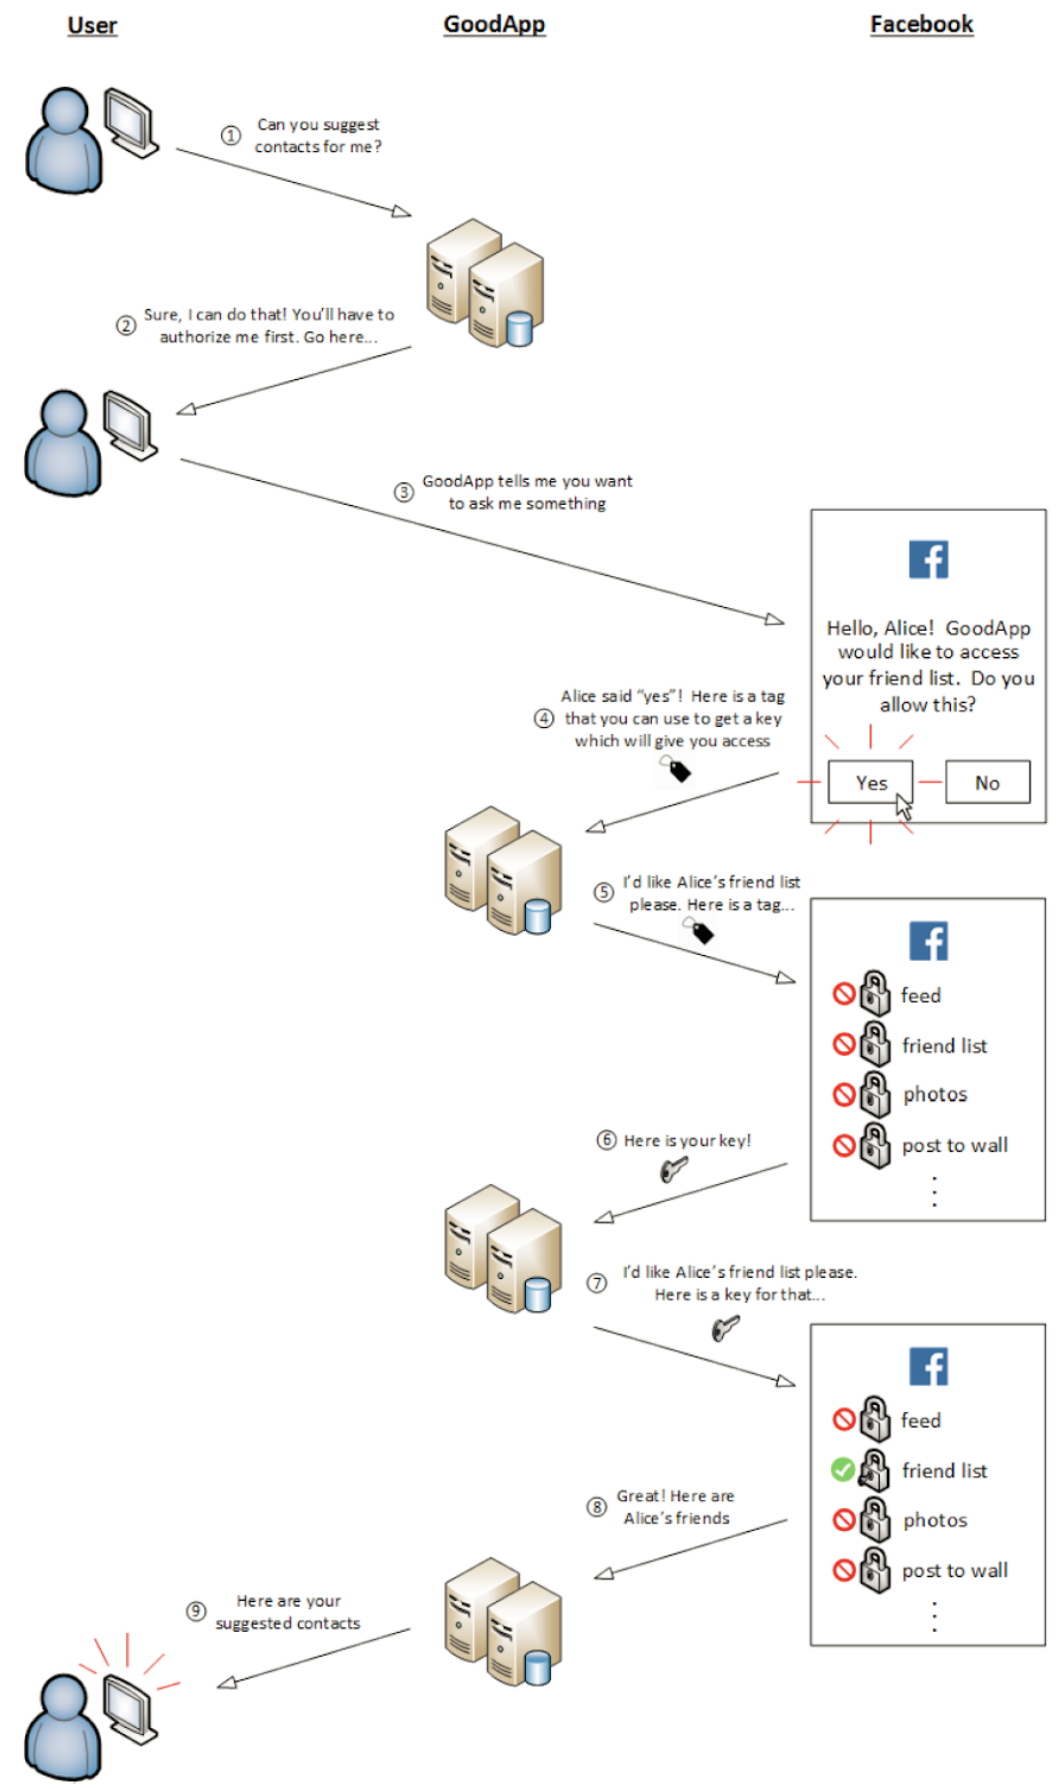 User
GoodApp
Facebook
① Can you suggest
contacts for me?
② Sure, I can do that! You'll have to
authorize me first. Go here...
③ GoodApp tells me you want
to ask me something
Hello, Alice! GoodApp
would like to access
your friend list. Do you
allow this?
Yes
No
Alice said "yes"! Here is a tag
④ that you can use to get a key
which will give you access
⑤ I'd like Alice's friend list
please. Here is a tag...
feed
friend list
photos
post to wall
⑥ Here is your key!
⑦ I'd like Alice's friend list please.
Here is a key for that...
feed
friend list
photos
post to wall
⑧ Great! Here are
Alice's friends
⑨ Here are your
suggested contacts